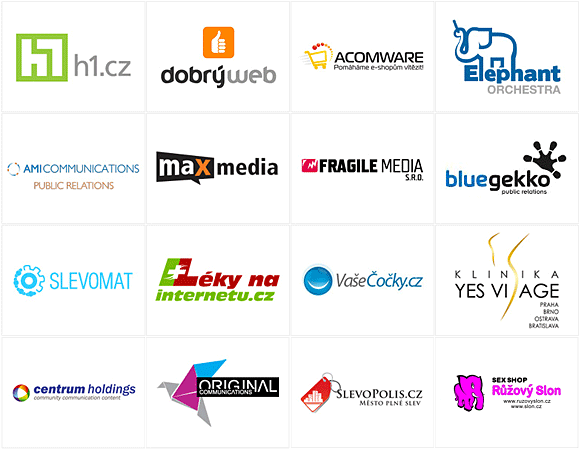 h1.cz
dobrýweb
ACOMWARE
Pomáháme e-shopům vítězit!
Elephant
ORCHESTRA
AMI COMMUNICATIONS
PUBLIC RELATIONS
maxmedia
FRAGILE MEDIA
S.R.O.
bluegekko
public relations
SLEVOMAT
Léky na
internetu.cz
VašeČočky.cz
KLINIKA
YES VISAGE
PRAHA
BRNO
OSTRAVA
BRATISLAVA
centrum holdings
community communication content
ORIGINAL
COMMUNICATIONS
SLEVOPOLIS.CZ
MĚSTO PLNÉ SLEV
SEX SHOP
Růžový Slon
www.ruzovyslon.cz
www.slon.cz